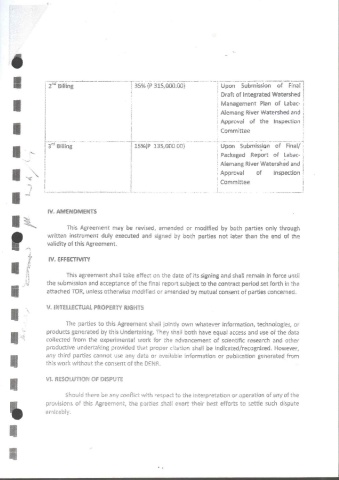 2nd Billing
35% (P 315,000.00)
Upon Submission of Final
Draft of Integrated Watershed
Management Plan of Labac-
Alemang River Watershed and
Approval of the Inspection
Committee
3rd Billing
15%(P 135,000.00)
Upon Submission of Final/
Packaged Report of Labac-
Alemang River Watershed and
Approval of Inspection
Committee
IV. AMENDMENTS
This Agreement may be revised, amended or modified by both parties only through
written instrument duly executed and signed by both parties not later than the end of the
validity of this Agreement.
IV. EFFECTIVITY
This agreement shall take effect on the date of its signing and shall remain in force until
the submission and acceptance of the final report subject to the contract period set forth in the
attached TOR, unless otherwise modified or amended by mutual consent of parties concerned.
V. INTELLECTUAL PROPERTY RIGHTS
The parties to this Agreement shall jointly own whatever information, technologies, or
products generated by this Undertaking. They shall both have equal access and use of the data
collected from the experimental work for the advancement of scientific research and other
productive undertaking provided that proper citation shall be indicated/recognized. However,
any third parties cannot use any data or available information or publication generated from
this work without the consent of the DENR.
VI. RESOLUTION OF DISPUTE
Should there be any conflict with respect to the interpretation or operation of any of the
provisions of this Agreement, the parties shall exert their best efforts to settle such dispute
amicably.